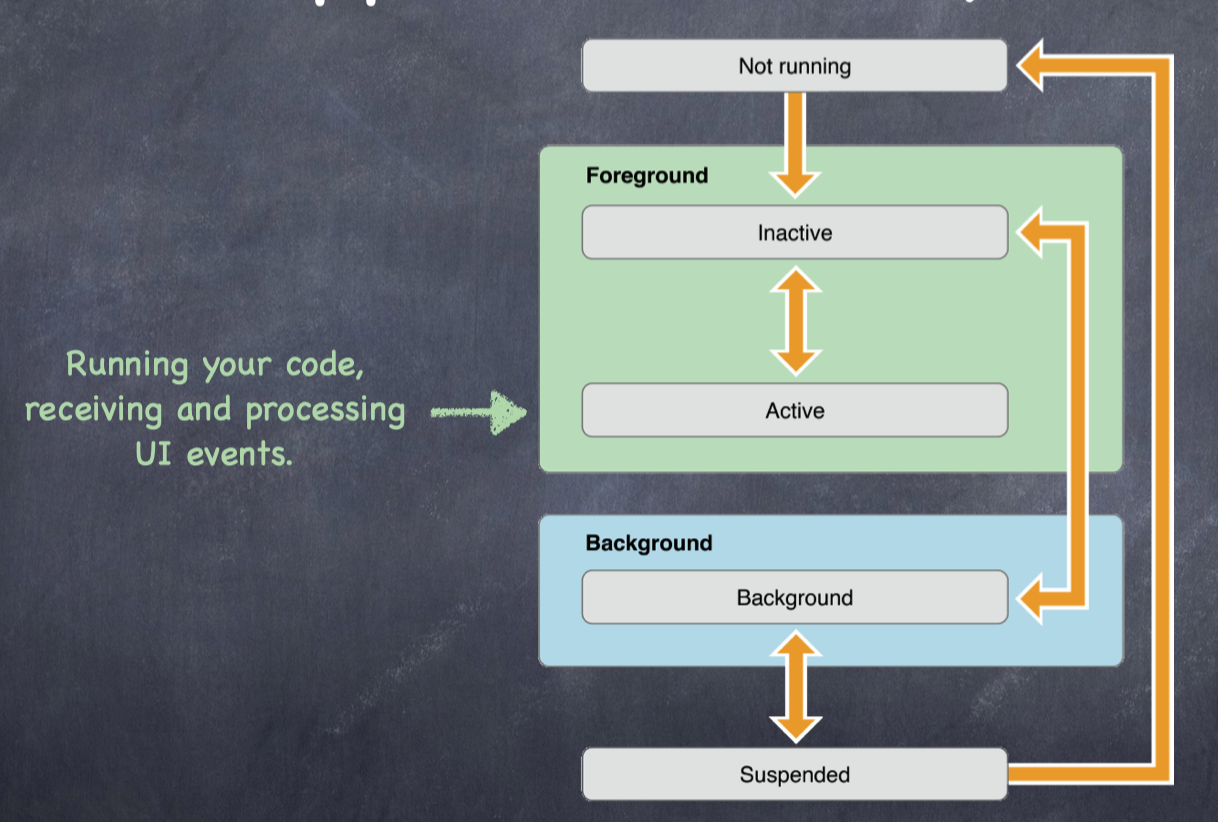 Not running
Foreground
Inactive
Running your code,
receiving and processing
UI events.
Active
Background
Background
Suspended